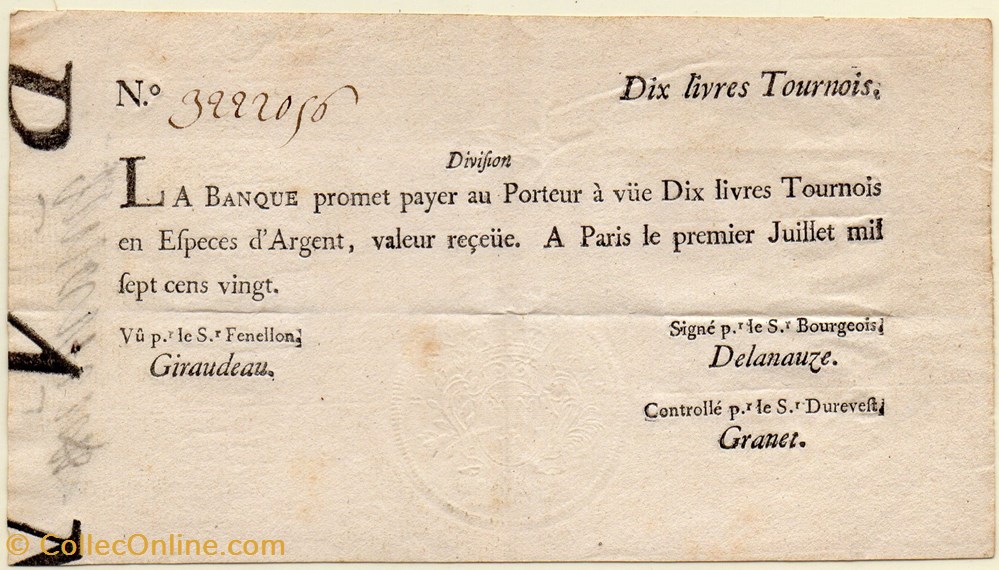 N.º 3222056
Dix livres Tournois.
Diviſion
LA BANQUE promet payer au Porteur à vüe Dix livres Tournois
en Eſpeces d'Argent, valeur reçeüe. A Paris le premier Juillet mil
ſept cens vingt.
Vû p.r le S.r Fenellon.
Giraudeau.
Signé p.r le S.r Bourgeois.
Delanauze.
Controllé p.r le S.r Dureveſt.
Granet.
© CollecOnline.com